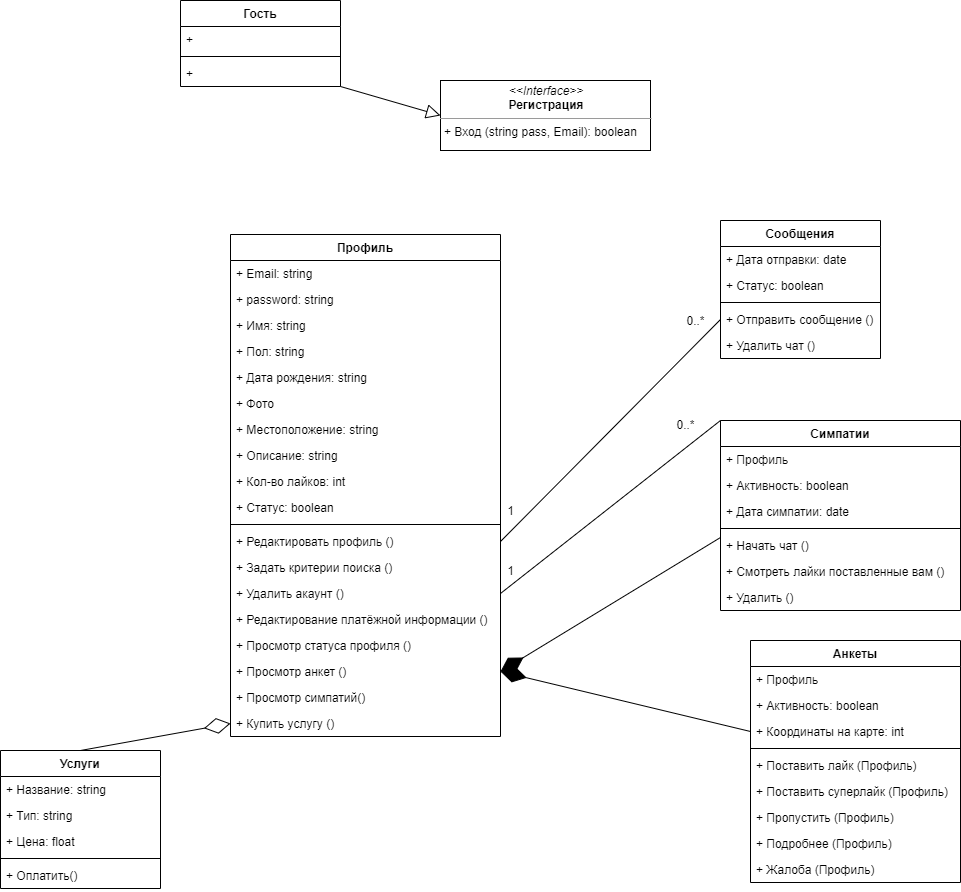 Гость
+
+
<<Interface>>
Регистрация
+ Вход (string pass, Email): boolean
Профиль
+ Email: string
+ password: string
+ Имя: string
+ Пол: string
+ Дата рождения: string
+ Фото
+ Местоположение: string
+ Описание: string
+ Кол-во лайков: int
+ Статус: boolean
+ Редактировать профиль ()
+ Задать критерии поиска ()
+ Удалить акаунт ()
+ Редактирование платёжной информации ()
+ Просмотр статуса профиля ()
+ Просмотр анкет ()
+ Просмотр симпатий()
+ Купить услугу ()
1
0..*
1
0..*
Сообщения
+ Дата отправки: date
+ Статус: boolean
+ Отправить сообщение ()
+ Удалить чат ()
Симпатии
+ Профиль
+ Активность: boolean
+ Дата симпатии: date
+ Начать чат ()
+ Смотреть лайки поставленные вам ()
+ Удалить ()
Анкеты
+ Профиль
+ Активность: boolean
+ Координаты на карте: int
+ Поставить лайк (Профиль)
+ Поставить суперлайк (Профиль)
+ Пропустить (Профиль)
+ Подробнее (Профиль)
+ Жалоба (Профиль)
Услуги
+ Название: string
+ Тип: string
+ Цена: float
+ Оплатить()